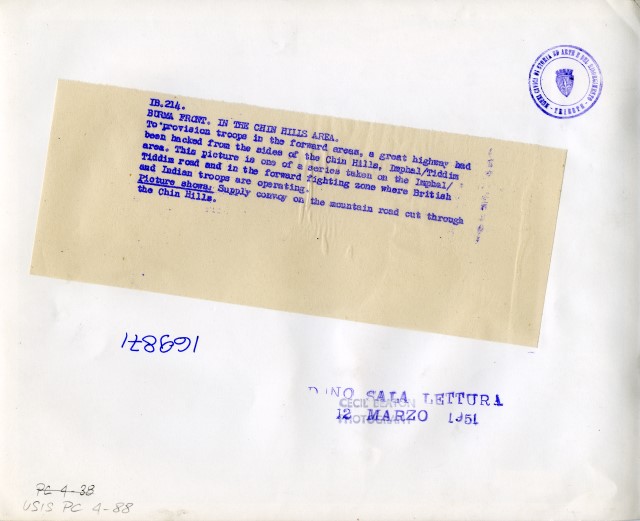 IB.214.
BURMA FRONT. IN THE CHIN HILLS AREA.
To provision troops in the forward areas, a great highway had
been hacked from the sides of the Chin Hills, Imphal/Tiddim
area. This picture is one of a series taken on the Imphal/
Tiddim road and in the forward fighting zone where British
and Indian troops are operating.
Picture shows: Supply convoy on the mountain road cut through
the Chin Hills.
169871
SALA LETTURA
CECIL BEATON
12 MARZO 1951
PC 4-38
USIS PC 4-88